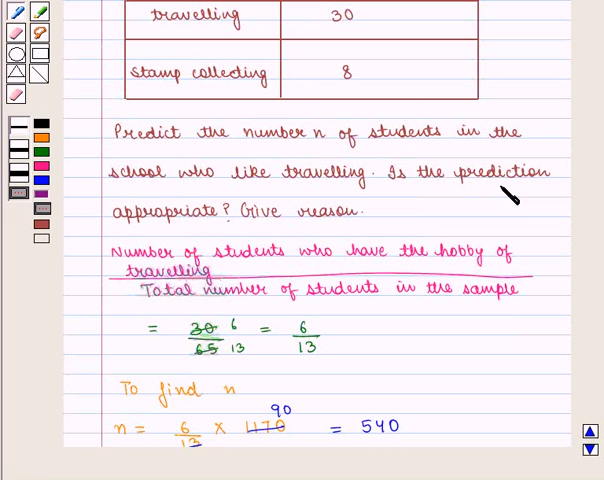 travelling 30
stamp collecting 8
Predict the number n of students in the
school who like travelling. Is the prediction
appropriate? Give reason.
Number of students who have the hobby of
travelling
Total number of students in the sample
= 30 6 = 6
65 13 13
To find n
90
n = 6 × 1170 = 540
13